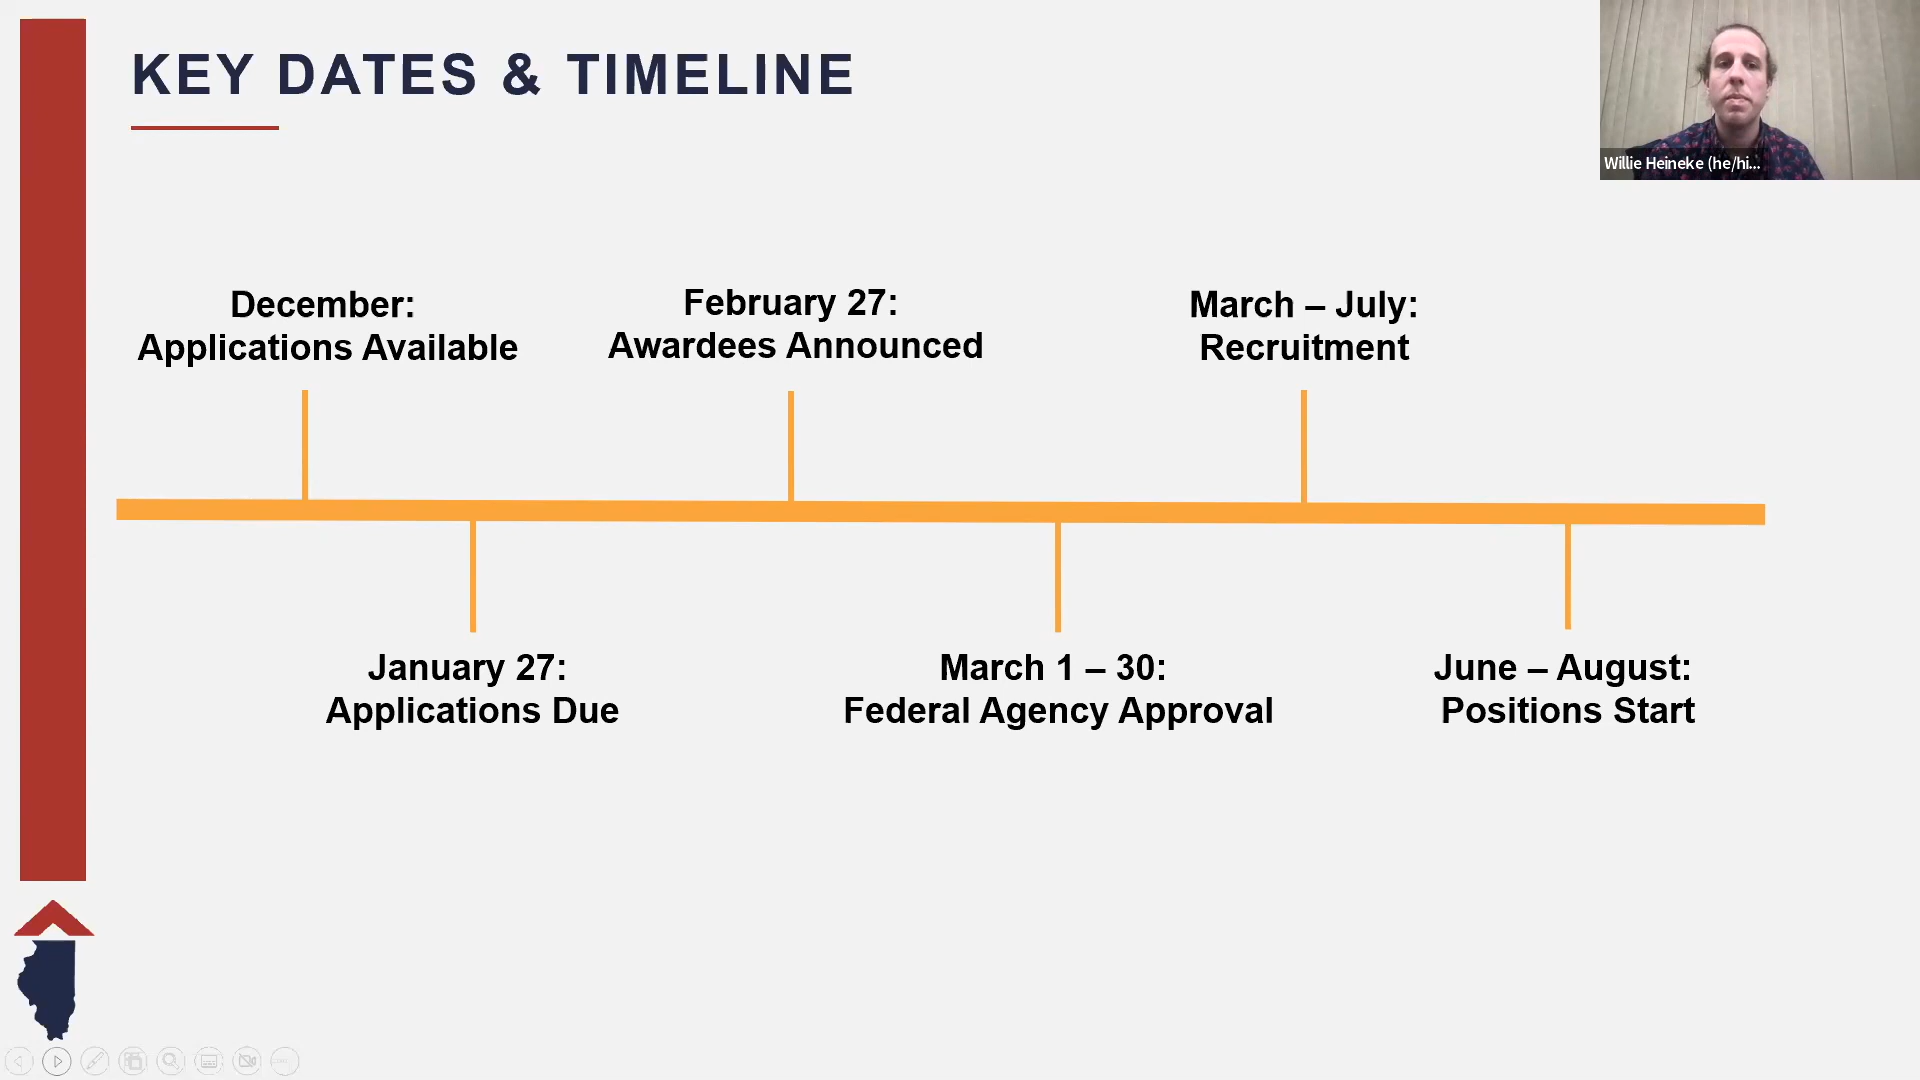 KEY DATES & TIMELINE
Willie Heineke (he/hi...
December:
Applications Available
February 27:
Awardees Announced
March – July:
Recruitment
January 27:
Applications Due
March 1 – 30:
Federal Agency Approval
June – August:
Positions Start